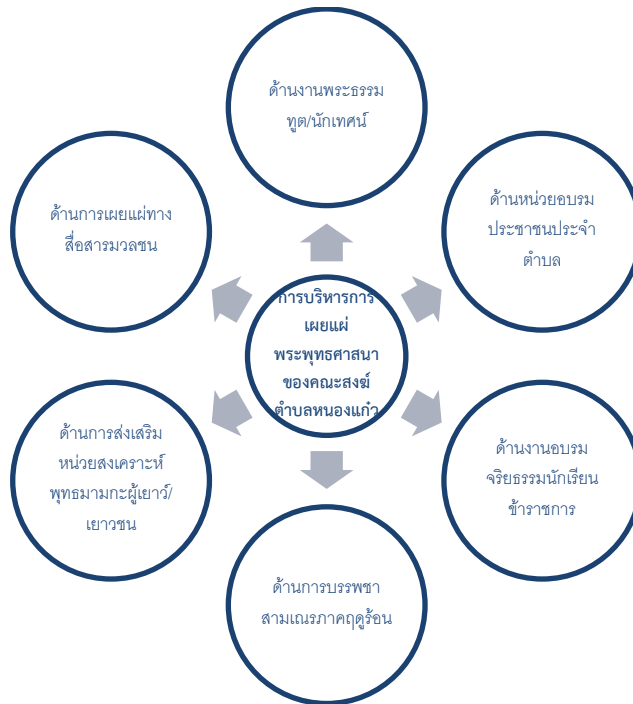 ด้านงานพระธรรม
ทูต/นักเทศน์
ด้านหน่วยอบรม
ประชาชนประจำ
ตำบล
ด้านงานอบรม
จริยธรรมนักเรียน
ข้าราชการ
ด้านการบรรพชา
สามเณรภาคฤดูร้อน
ด้านการส่งเสริม
หน่วยสงเคราะห์
พุทธมามกะผู้เยาว์/
เยาวชน
ด้านการเผยแผ่ทาง
สื่อสารมวลชน
การบริหารการ
เผยแผ่
พระพุทธศาสนา
ของคณะสงฆ์
ตำบลหนองแก๋ว